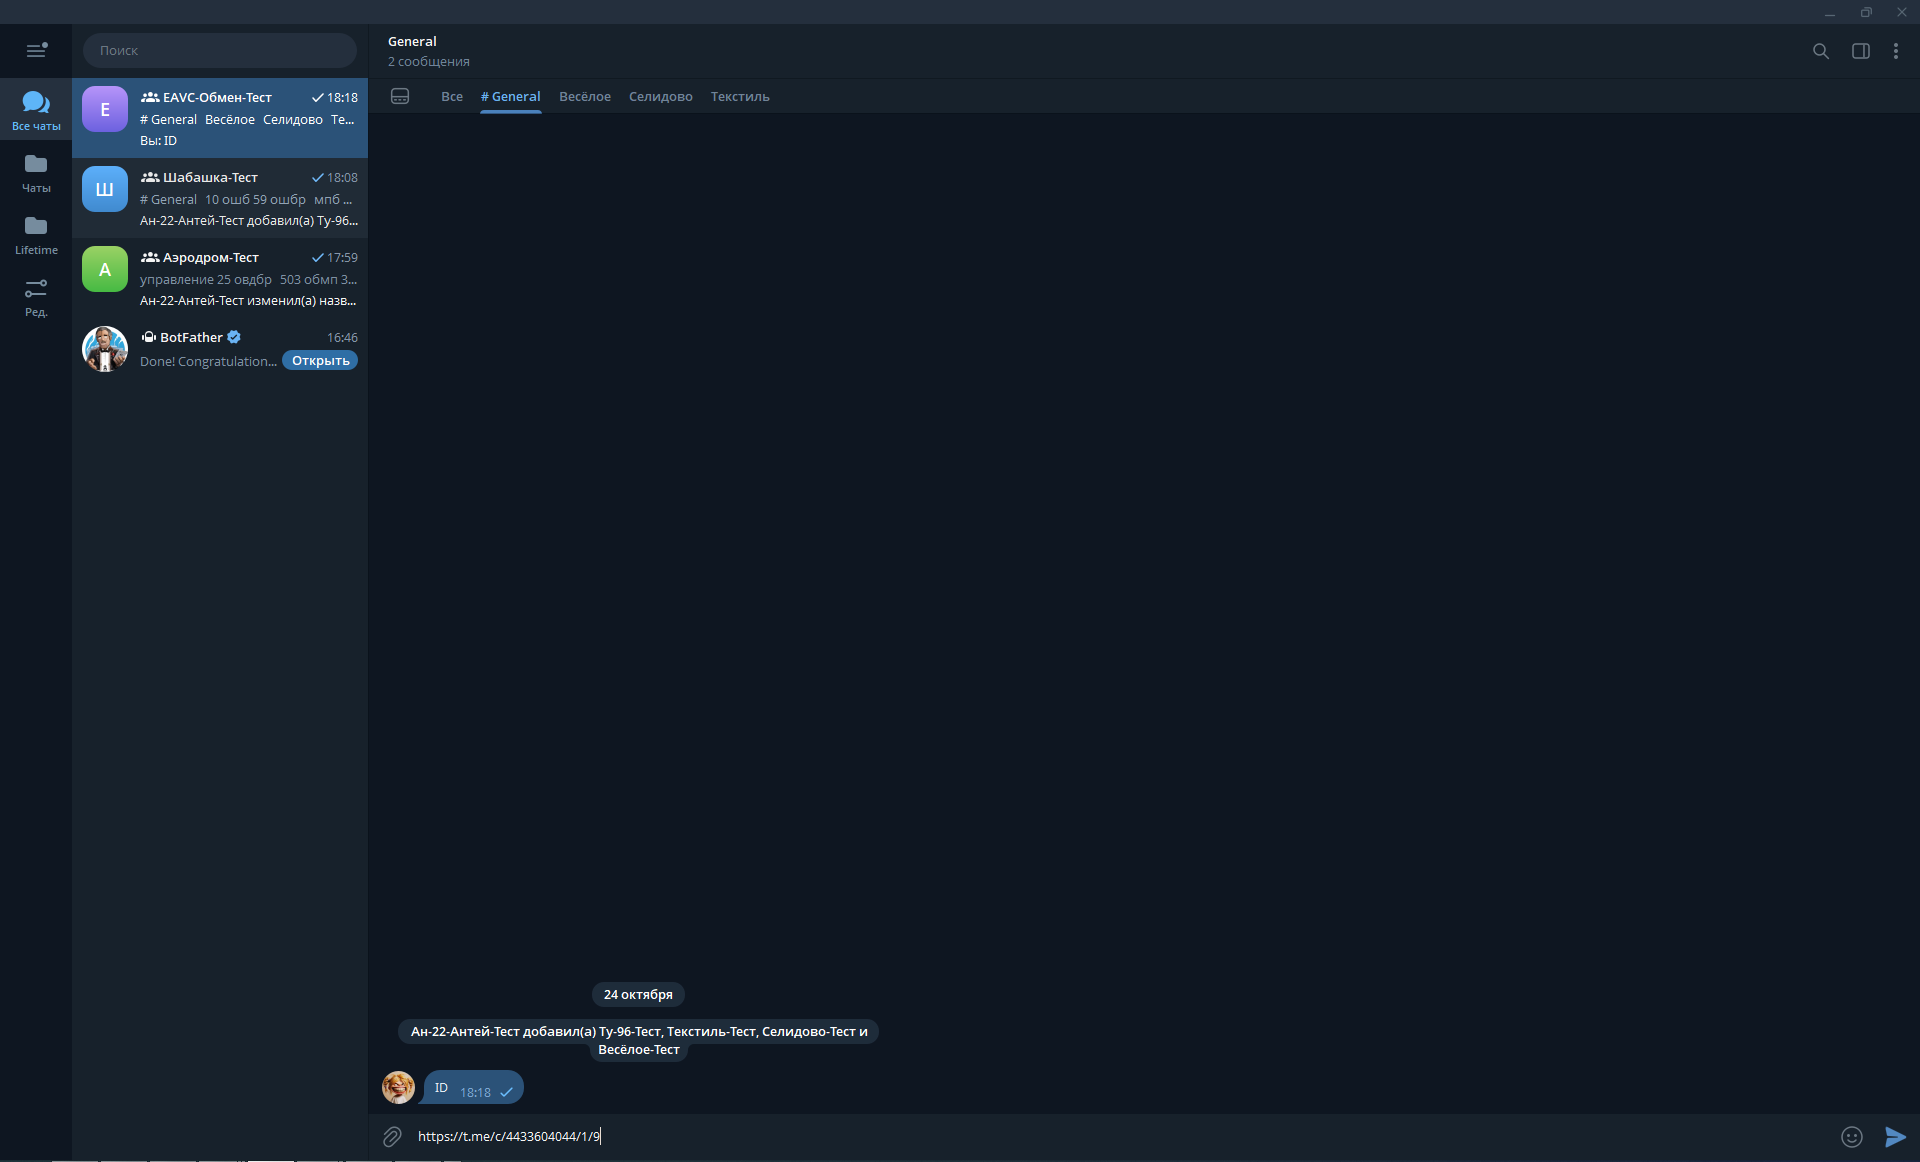 Поиск
Все чаты
Чаты
Lifetime
Ред.
E
EAVC-Обмен-Тест 18:18
# General Весёлое Селидово Те...
Вы: ID
Ш
Шабашка-Тест 18:08
# General 10 ошб 59 ошбр мпб ...
Ан-22-Антей-Тест добавил(а) Ту-96...
А
Аэродром-Тест 17:59
управление 25 овдбр 503 обмп 3...
Ан-22-Антей-Тест изменил(а) назв...
BotFather 16:46
Done! Congratulation... Открыть
General
2 сообщения
Все # General Весёлое Селидово Текстиль
24 октября
Ан-22-Антей-Тест добавил(а) Ту-96-Тест, Текстиль-Тест, Селидово-Тест и
Весёлое-Тест
ID 18:18
https://t.me/c/4433604044/1/9